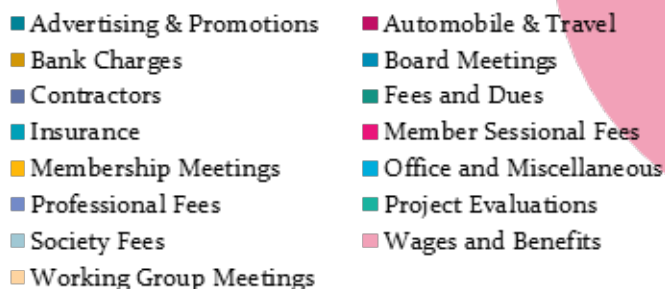 Advertising & Promotions
Automobile & Travel
Bank Charges
Board Meetings
Contractors
Fees and Dues
Insurance
Member Sessional Fees
Membership Meetings
Office and Miscellaneous
Professional Fees
Project Evaluations
Society Fees
Wages and Benefits
Working Group Meetings